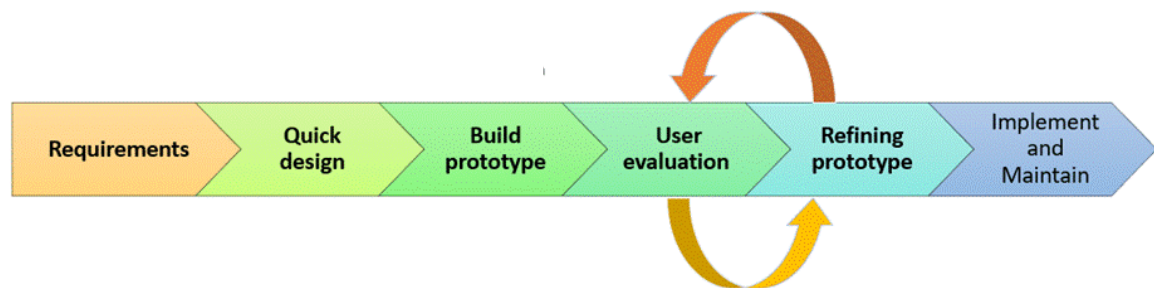 Requirements
Quick
design
Build
prototype
User
evaluation
Refining
prototype
Implement
and
Maintain